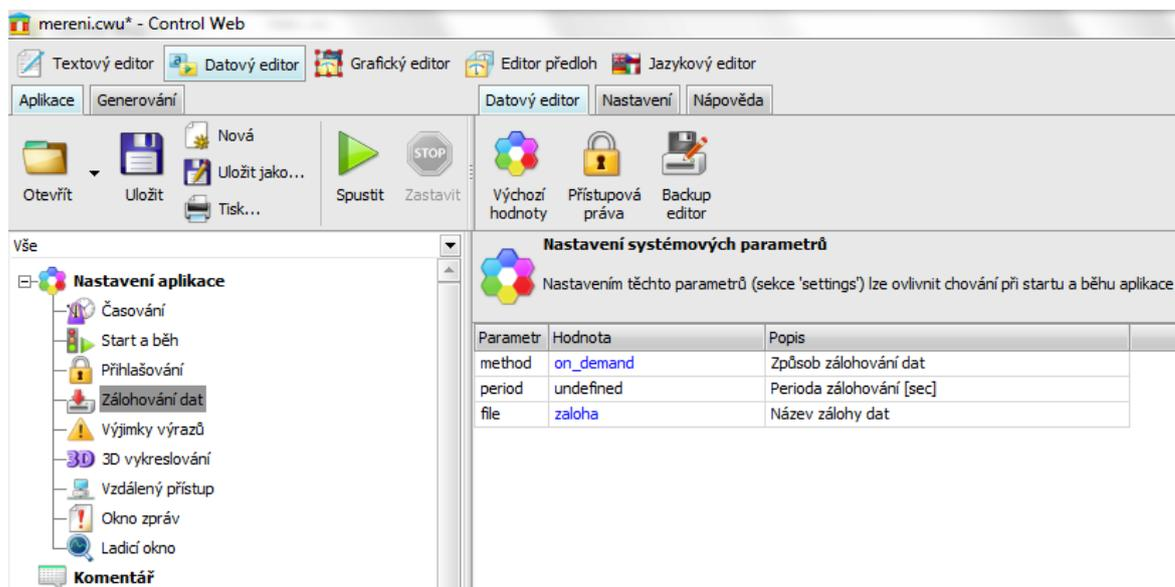 mereni.cwu* - Control Web
Textový editor Datový editor Grafický editor Editor předloh Jazykový editor
Aplikace Generování Datový editor Nastavení Nápověda
Otevřít Uložit Nová Uložit jako... Tisk... Spustit STOP Zastavit Výchozí hodnoty Přístupová práva Backup editor
Vše
Nastavení aplikace
Časování
Start a běh
Přihlašování
Zálohování dat
Výjimky výrazů
3D 3D vykreslování
Vzdálený přístup
Okno zpráv
Ladicí okno
Komentář
Nastavení systémových parametrů
Nastavením těchto parametrů (sekce 'settings') lze ovlivnit chování při startu a běhu aplikace
Parametr Hodnota Popis
method on_demand Způsob zálohování dat
period undefined Perioda zálohování [sec]
file zaloha Název zálohy dat